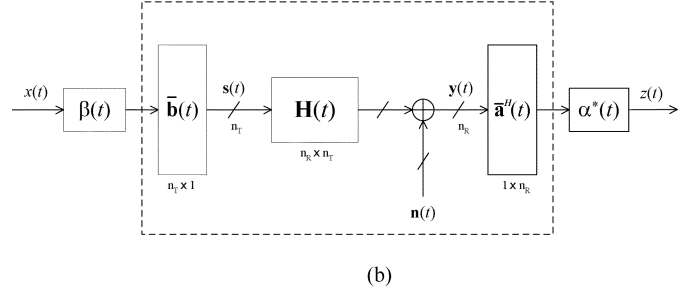 x(t)
β(t)
b̄(t)
n_T x 1
s(t)
n_T
H(t)
n_R x n_T
n(t)
y(t)
n_R
ā^H(t)
1 x n_R
α*(t)
z(t)
(b)